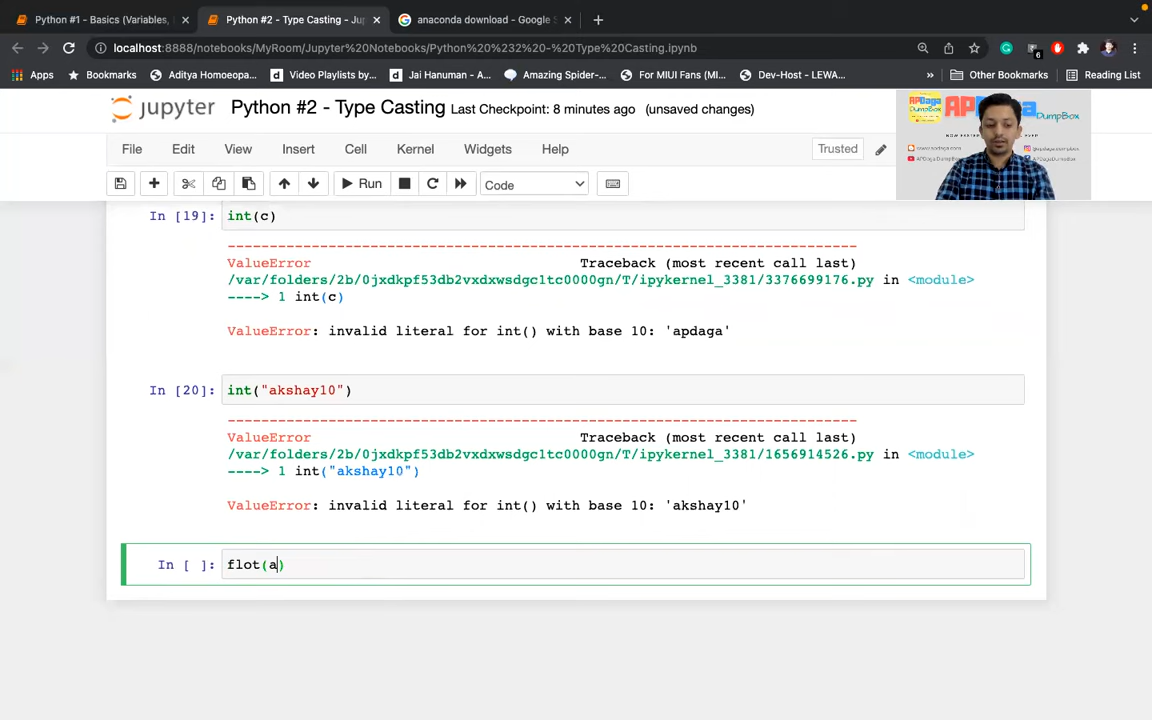 Python #1 - Basics (Variables,
Python #2 - Type Casting - Ju
anaconda download - Google S
localhost:8888/notebooks/MyRoom/Jupyter%20Notebooks/Python%20%232%20-%20Type%20Casting.ipynb
6
Apps
Bookmarks
Aditya Homoeopa...
Video Playlists by...
Jai Hanuman - A...
Amazing Spider-...
For MIUI Fans (MI...
Dev-Host - LEWA...
»
Other Bookmarks
Reading List
jupyter
Python #2 - Type Casting
Last Checkpoint: 8 minutes ago
(unsaved changes)
APDaga
DumpBox
File
Edit
View
Insert
Cell
Kernel
Widgets
Help
Trusted
Run
Code
In [19]: int(c)
---------------------------------------------------------------------------
ValueError Traceback (most recent call last)
/var/folders/2b/0jxdkpf53db2vxdxwsdgc1tc0000gn/T/ipykernel_3381/3376699176.py in <module>
----> 1 int(c)
ValueError: invalid literal for int() with base 10: 'apdaga'
In [20]: int("akshay10")
---------------------------------------------------------------------------
ValueError Traceback (most recent call last)
/var/folders/2b/0jxdkpf53db2vxdxwsdgc1tc0000gn/T/ipykernel_3381/1656914526.py in <module>
----> 1 int("akshay10")
ValueError: invalid literal for int() with base 10: 'akshay10'
In [ ]: flot(a)